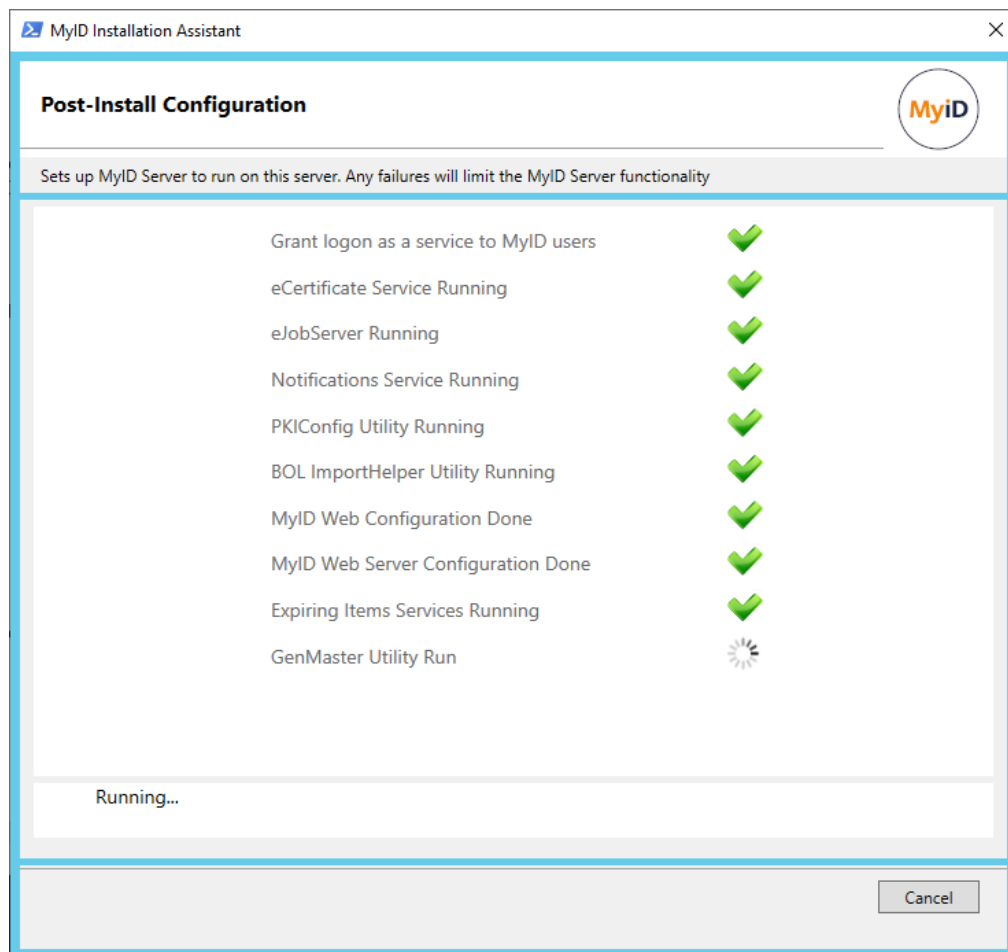 MyID Installation Assistant
Post-Install Configuration
MyiD
Sets up MyID Server to run on this server. Any failures will limit the MyID Server functionality
Grant logon as a service to MyID users
eCertificate Service Running
eJobServer Running
Notifications Service Running
PKIConfig Utility Running
BOL ImportHelper Utility Running
MyID Web Configuration Done
MyID Web Server Configuration Done
Expiring Items Services Running
GenMaster Utility Run
Running...
Cancel